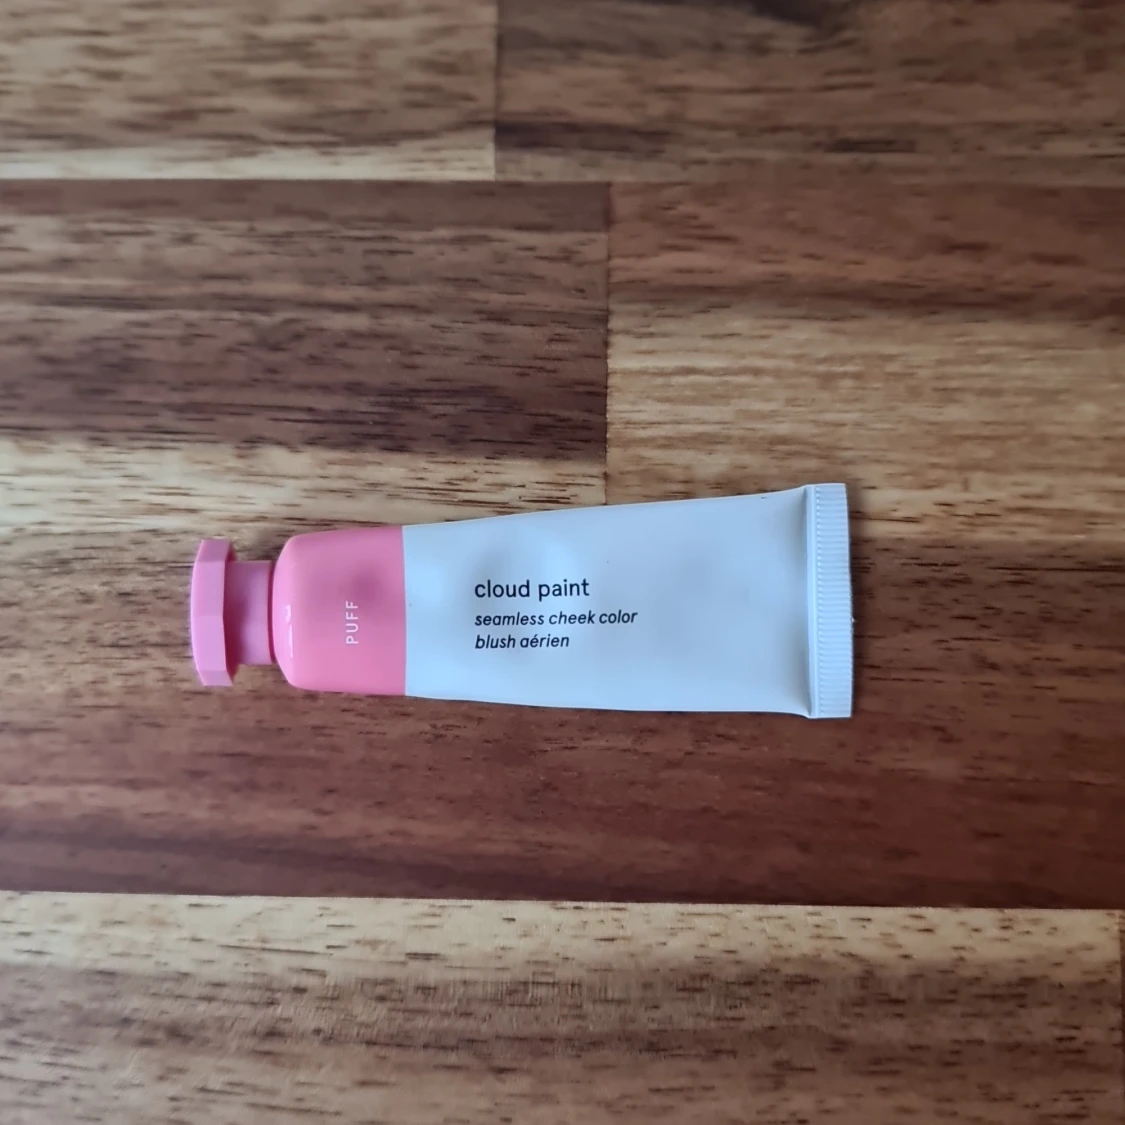 PUFF
cloud paint
seamless cheek color
blush aérien